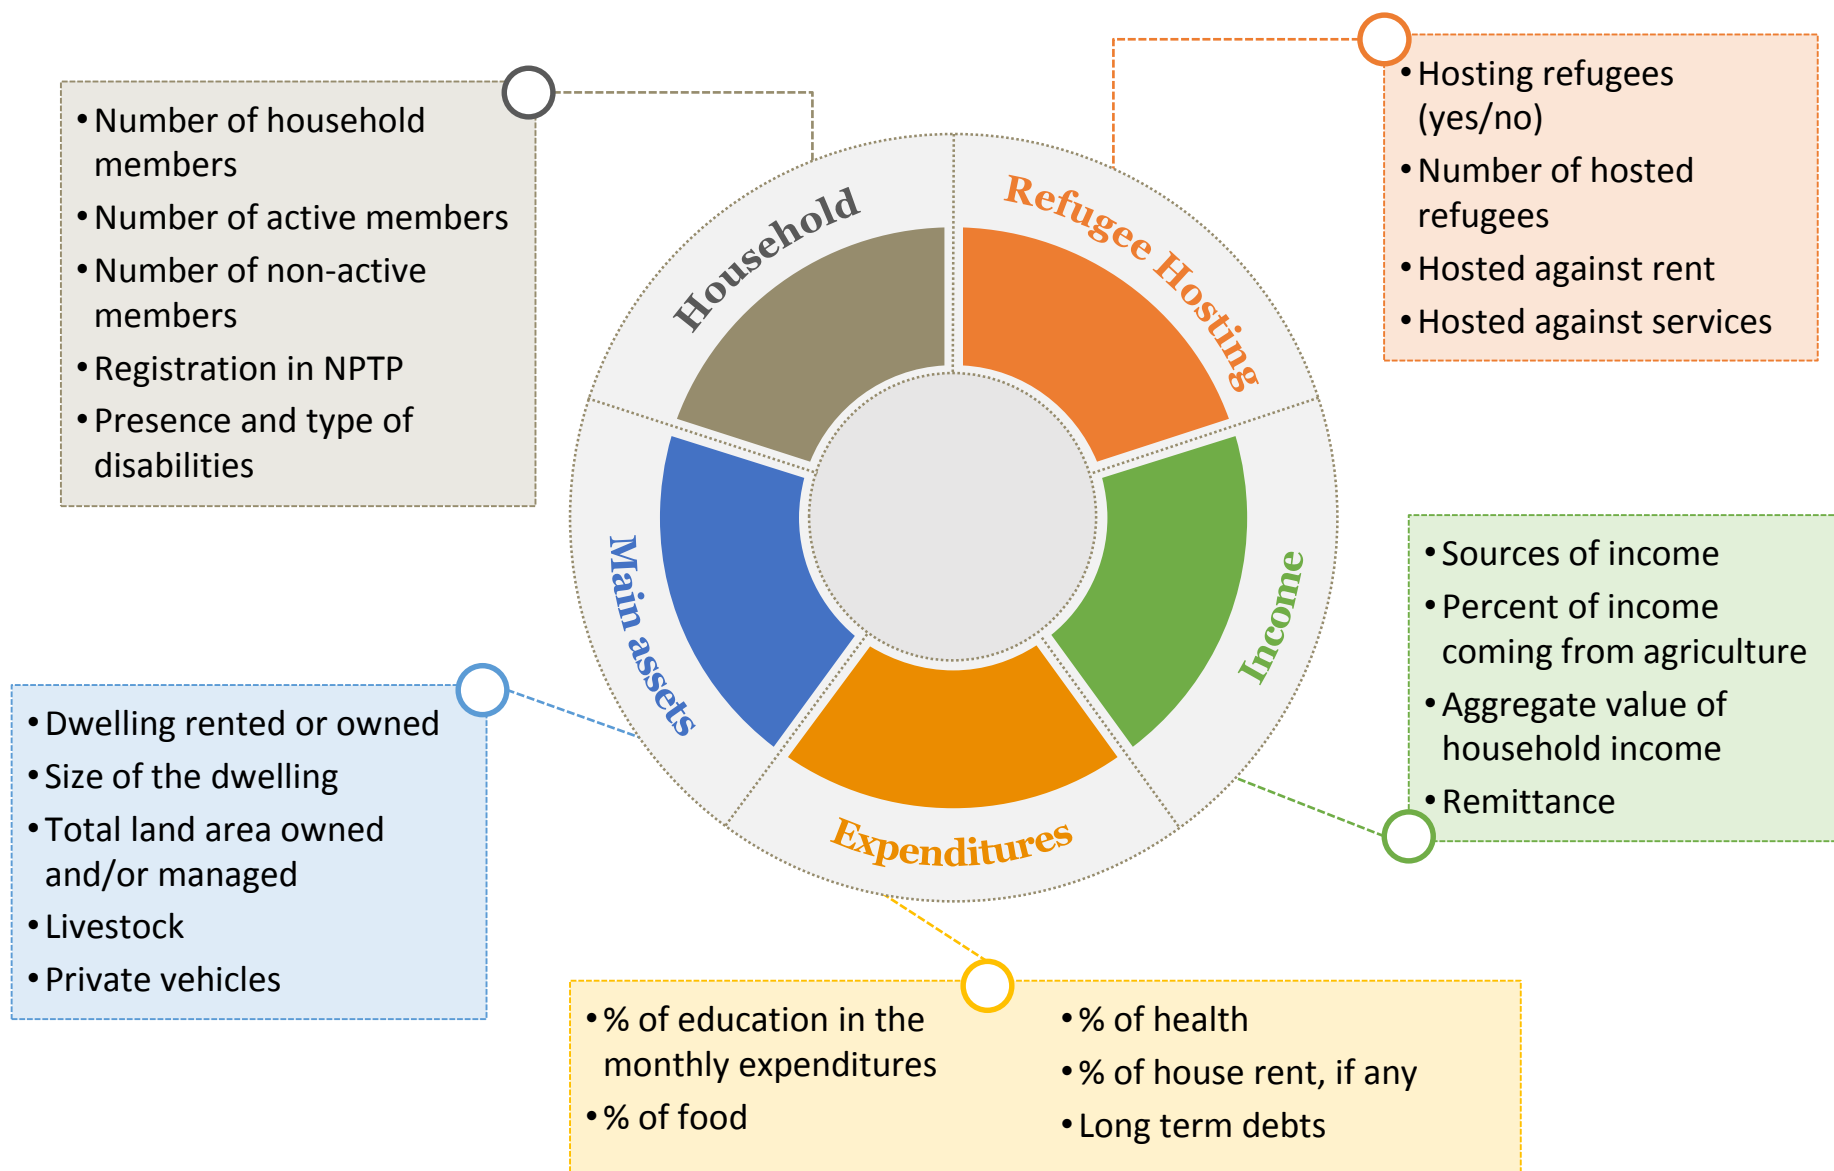 • Number of household
members
• Number of active members
• Number of non-active
members
• Registration in NPTP
• Presence and type of
disabilities
• Hosting refugees
(yes/no)
• Number of hosted
refugees
• Hosted against rent
• Hosted against services
Household
Refugee Hosting
Main assets
Income
Expenditures
• Sources of income
• Percent of income
coming from agriculture
• Aggregate value of
household income
• Remittance
• Dwelling rented or owned
• Size of the dwelling
• Total land area owned
and/or managed
• Livestock
• Private vehicles
• % of education in the
monthly expenditures
• % of food
• % of health
• % of house rent, if any
• Long term debts